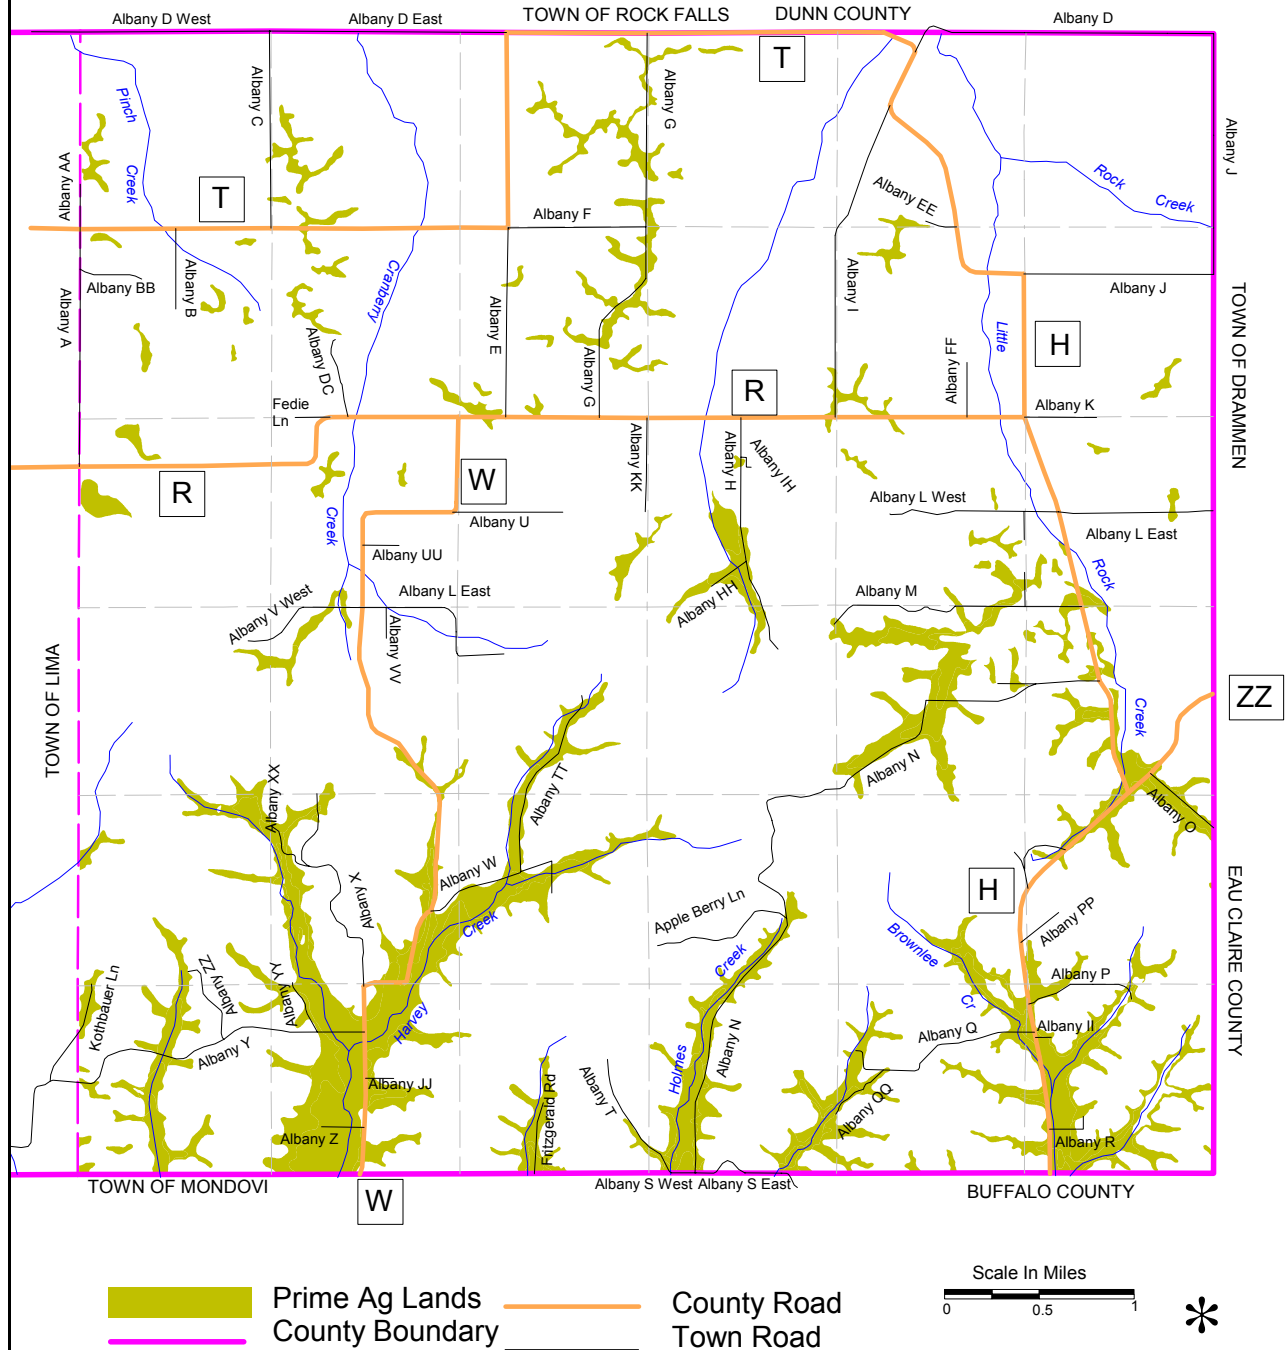 Albany D West
Albany D East
TOWN OF ROCK FALLS
DUNN COUNTY
Albany D
T
Pinch
Creek
Albany C
Albany G
Albany J
Albany AA
T
Rock
Creek
Albany EE
Albany F
Albany BB
Albany B
Albany A
Cranberry
Albany E
Albany I
Albany J
Little
TOWN OF DRAMMEN
H
Albany DC
Albany G
R
Albany FF
Fedie
Ln
Albany K
R
W
Albany KK
Albany H
Albany IH
Albany L West
Albany U
Albany L East
Creek
Albany UU
Rock
Albany V West
Albany L East
Albany HH
Albany M
Albany VV
TOWN OF LIMA
ZZ
Creek
Albany XX
Albany TT
Albany N
Albany O
Albany W
Albany X
H
Apple Berry Ln
Creek
Brownlee
Albany PP
EAU CLAIRE COUNTY
Creek
Kothbauer Ln
Albany ZZ
Albany YY
Albany P
Cr
Harvey
Albany Y
Albany Q
Albany II
Holmes
Albany N
Albany JJ
Fritzgerald Rd
Albany T
Albany QQ
Albany Z
Albany R
TOWN OF MONDOVI
Albany S West
Albany S East
BUFFALO COUNTY
W
Scale In Miles
0
0.5
1
Prime Ag Lands
County Road
County Boundary
Town Road
*